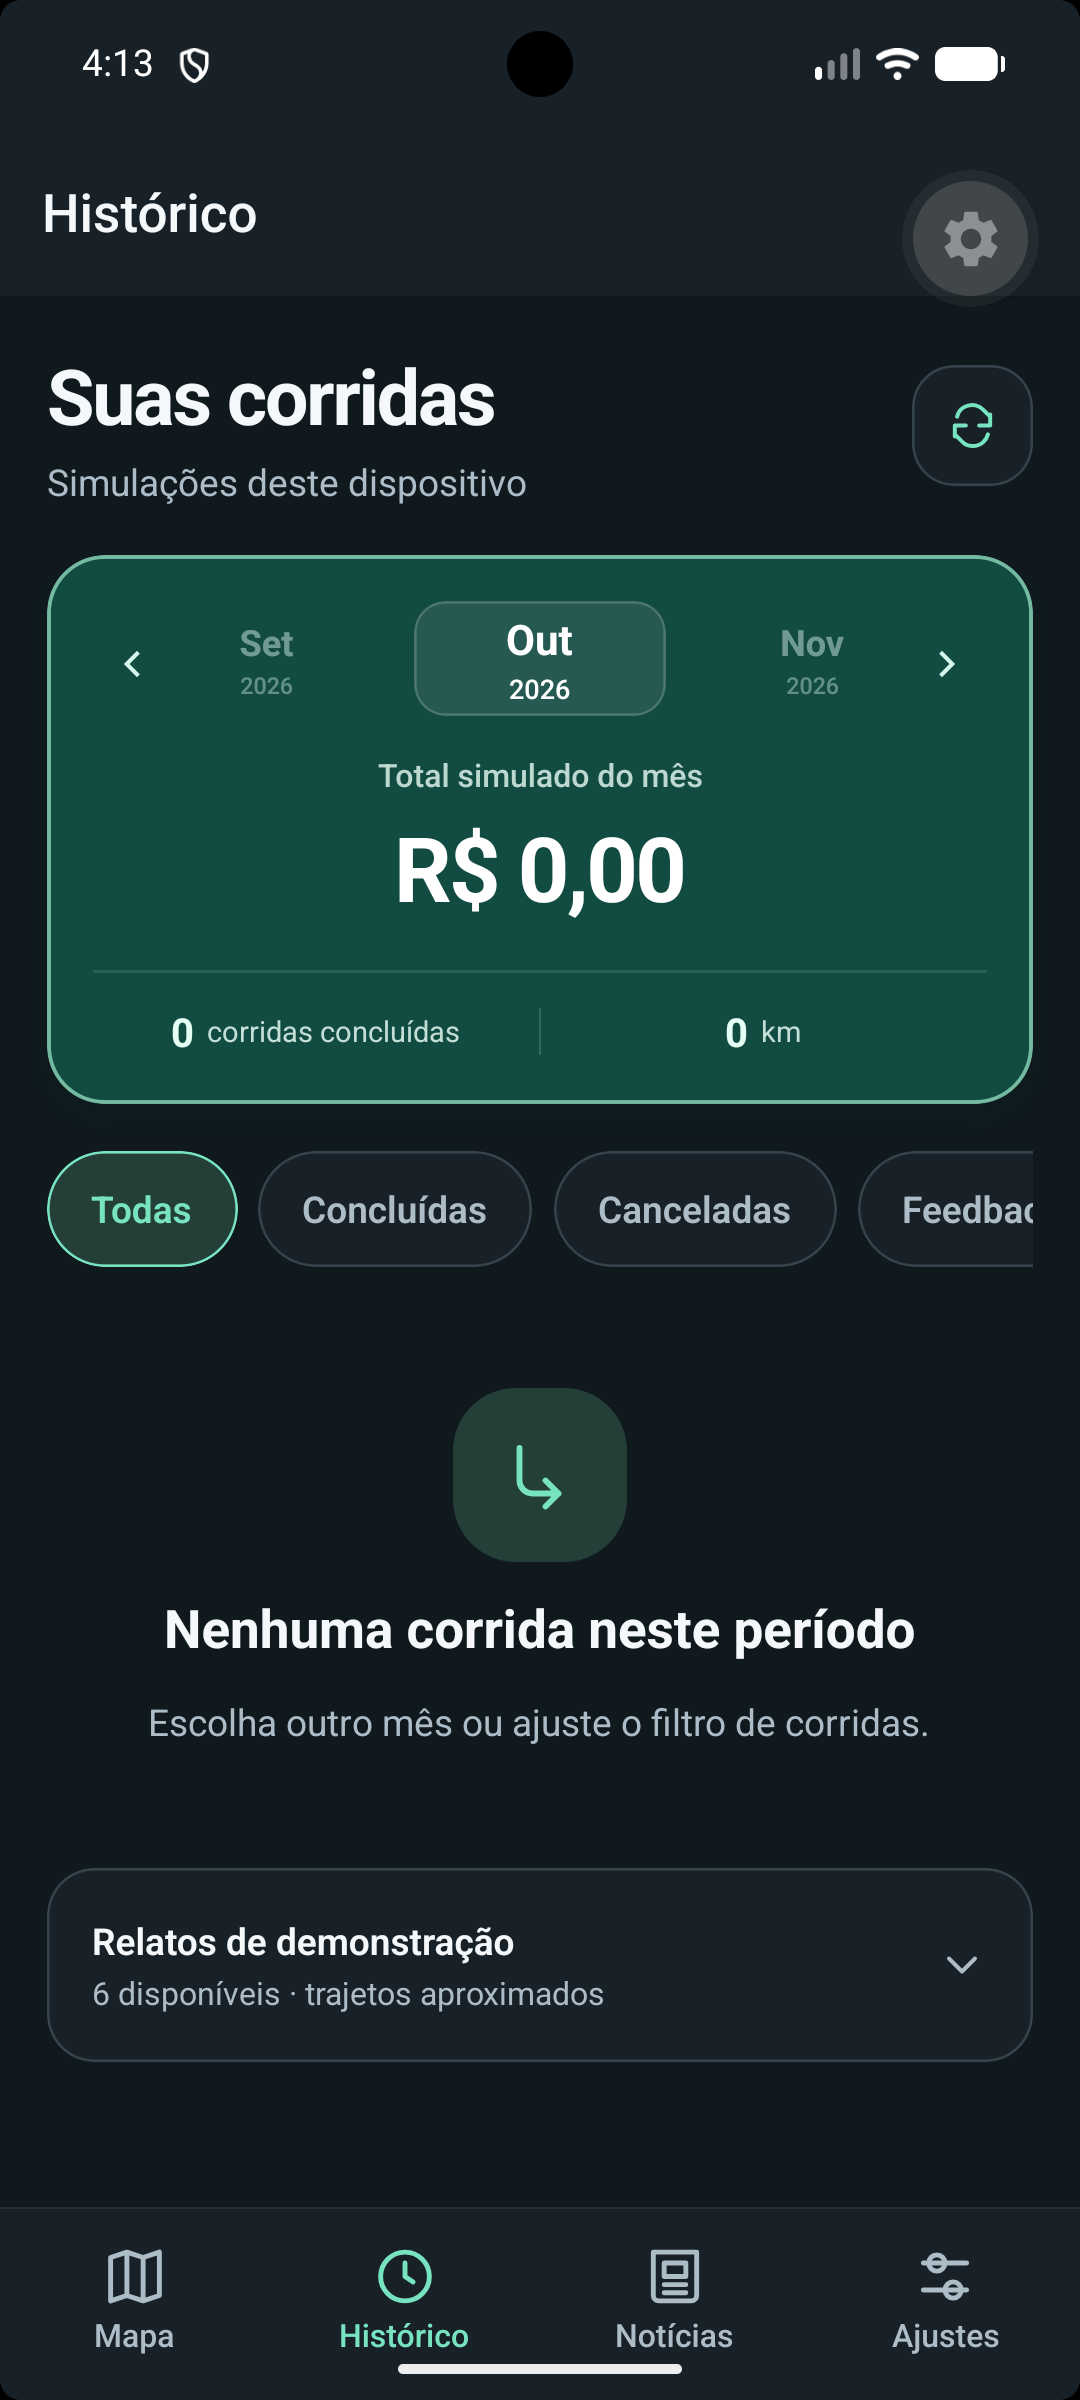 4:13
Histórico
Suas corridas
Simulações deste dispositivo
Set
2026
Out
2026
Nov
2026
Total simulado do mês
R$ 0,00
0 corridas concluídas
0 km
Todas
Concluídas
Canceladas
Feedbac
Nenhuma corrida neste período
Escolha outro mês ou ajuste o filtro de corridas.
Relatos de demonstração
6 disponíveis · trajetos aproximados
Mapa
Histórico
Notícias
Ajustes